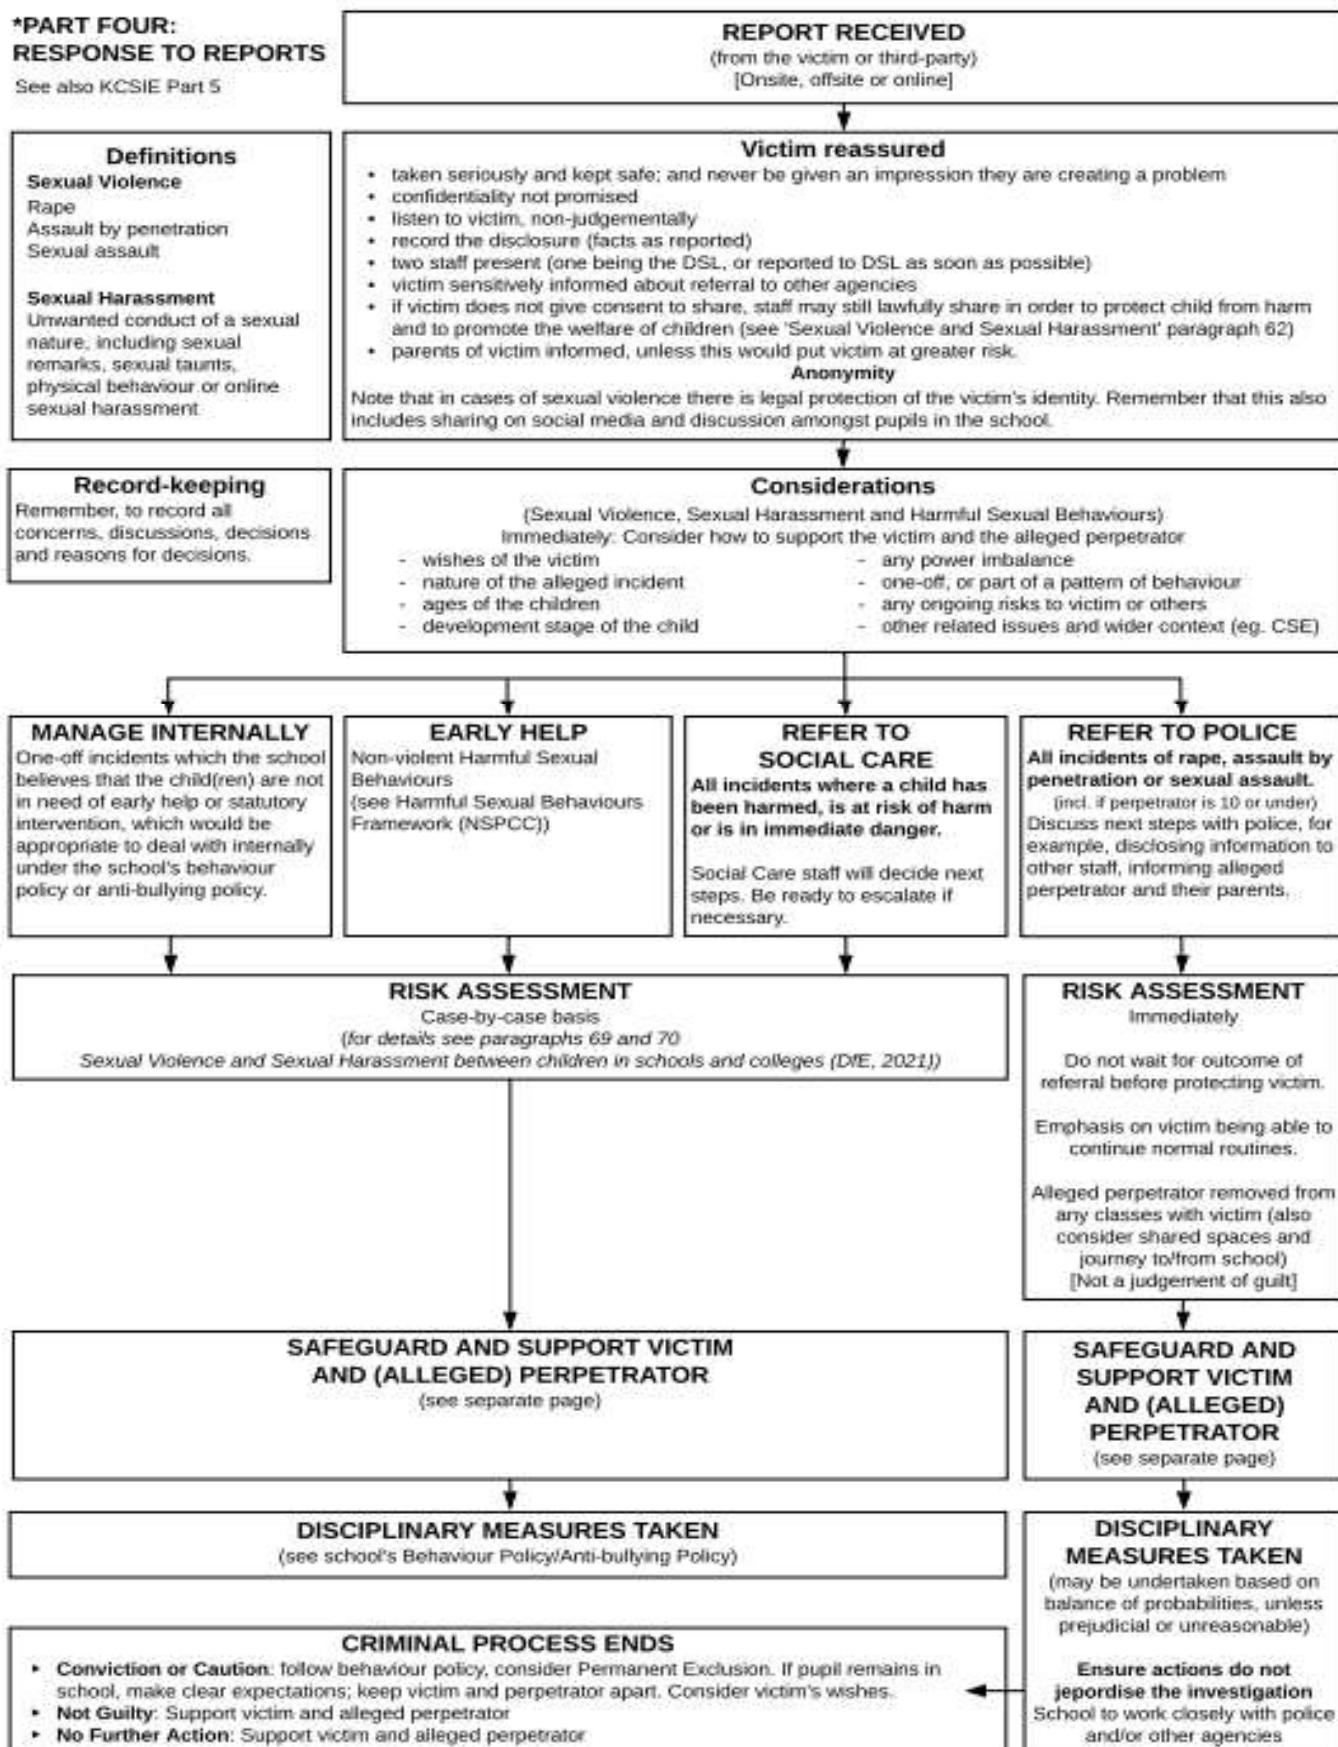 *PART FOUR:
RESPONSE TO REPORTS
See also KCSIE Part 5
REPORT RECEIVED
(from the victim or third-party)
[Onsite, offsite or online]
Definitions
Sexual Violence
Rape
Assault by penetration
Sexual assault
Sexual Harassment
Unwanted conduct of a sexual
nature, including sexual
remarks, sexual taunts,
physical behaviour or online
sexual harassment
Victim reassured
• taken seriously and kept safe; and never be given an impression they are creating a problem
• confidentiality not promised
• listen to victim, non-judgementally
• record the disclosure (facts as reported)
• two staff present (one being the DSL, or reported to DSL as soon as possible)
• victim sensitively informed about referral to other agencies
• if victim does not give consent to share, staff may still lawfully share in order to protect child from harm
and to promote the welfare of children (see 'Sexual Violence and Sexual Harassment' paragraph 62)
• parents of victim informed, unless this would put victim at greater risk.
Anonymity
Note that in cases of sexual violence there is legal protection of the victim's identity. Remember that this also
includes sharing on social media and discussion amongst pupils in the school.
Record-keeping
Remember, to record all
concerns, discussions, decisions
and reasons for decisions.
Considerations
(Sexual Violence, Sexual Harassment and Harmful Sexual Behaviours)
Immediately: Consider how to support the victim and the alleged perpetrator
- wishes of the victim
- nature of the alleged incident
- ages of the children
- development stage of the child
- any power imbalance
- one-off, or part of a pattern of behaviour
- any ongoing risks to victim or others
- other related issues and wider context (eg. CSE)
MANAGE INTERNALLY
One-off incidents which the school
believes that the child(ren) are not
in need of early help or statutory
intervention, which would be
appropriate to deal with internally
under the school's behaviour
policy or anti-bullying policy.
EARLY HELP
Non-violent Harmful Sexual
Behaviours
(see Harmful Sexual Behaviours
Framework (NSPCC))
REFER TO
SOCIAL CARE
All incidents where a child has
been harmed, is at risk of harm
or is in immediate danger.
Social Care staff will decide next
steps. Be ready to escalate if
necessary.
REFER TO POLICE
All incidents of rape, assault by
penetration or sexual assault.
(incl. if perpetrator is 10 or under)
Discuss next steps with police, for
example, disclosing information to
other staff, informing alleged
perpetrator and their parents.
RISK ASSESSMENT
Case-by-case basis
(for details see paragraphs 69 and 70
Sexual Violence and Sexual Harassment between children in schools and colleges (DfE, 2021))
RISK ASSESSMENT
Immediately
Do not wait for outcome of
referral before protecting victim.
Emphasis on victim being able to
continue normal routines.
Alleged perpetrator removed from
any classes with victim (also
consider shared spaces and
journey to/from school)
[Not a judgement of guilt]
SAFEGUARD AND SUPPORT VICTIM
AND (ALLEGED) PERPETRATOR
(see separate page)
SAFEGUARD AND
SUPPORT VICTIM
AND (ALLEGED)
PERPETRATOR
(see separate page)
DISCIPLINARY MEASURES TAKEN
(see school's Behaviour Policy/Anti-bullying Policy)
DISCIPLINARY
MEASURES TAKEN
(may be undertaken based on
balance of probabilities, unless
prejudicial or unreasonable)
Ensure actions do not
jepordise the investigation
School to work closely with police
and/or other agencies
CRIMINAL PROCESS ENDS
‣ Conviction or Caution: follow behaviour policy, consider Permanent Exclusion. If pupil remains in
school, make clear expectations; keep victim and perpetrator apart. Consider victim's wishes.
‣ Not Guilty: Support victim and alleged perpetrator
‣ No Further Action: Support victim and alleged perpetrator